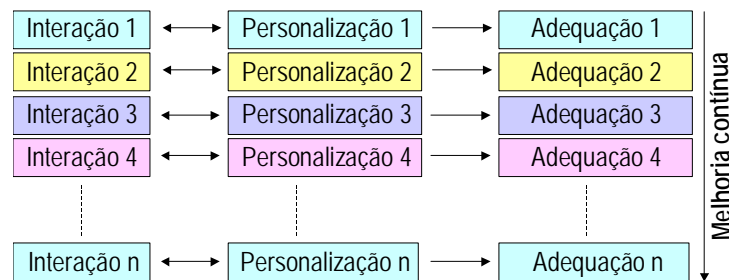 Interação 1 Personalização 1 Adequação 1
Interação 2 Personalização 2 Adequação 2
Interação 3 Personalização 3 Adequação 3
Interação 4 Personalização 4 Adequação 4
Interação n Personalização n Adequação n
Melhoria contínua